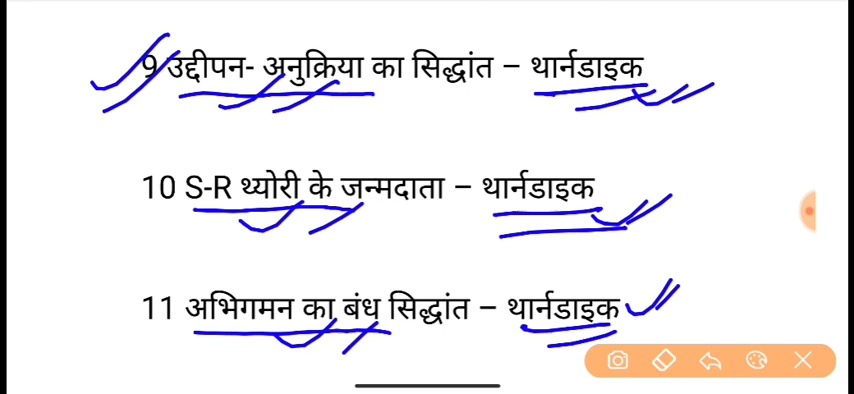 9 उद्दीपन- अनुक्रिया का सिद्धांत – थार्नडाइक
10 S-R थ्योरी के जन्मदाता – थार्नडाइक
11 अभिगमन का बंध सिद्धांत – थार्नडाइक